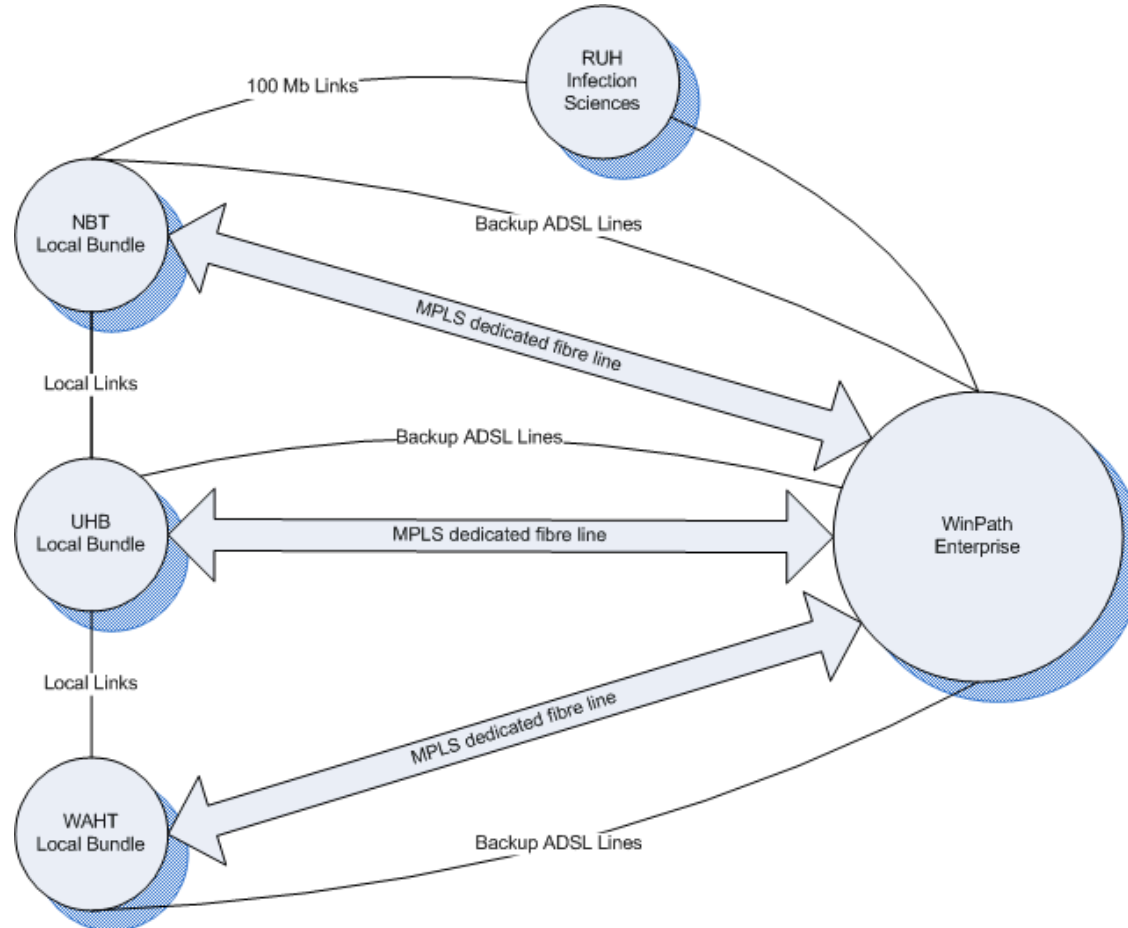 RUH
Infection
Sciences
100 Mb Links
NBT
Local Bundle
Backup ADSL Lines
MPLS dedicated fibre line
Local Links
Backup ADSL Lines
UHB
Local Bundle
MPLS dedicated fibre line
WinPath
Enterprise
Local Links
MPLS dedicated fibre line
WAHT
Local Bundle
Backup ADSL Lines